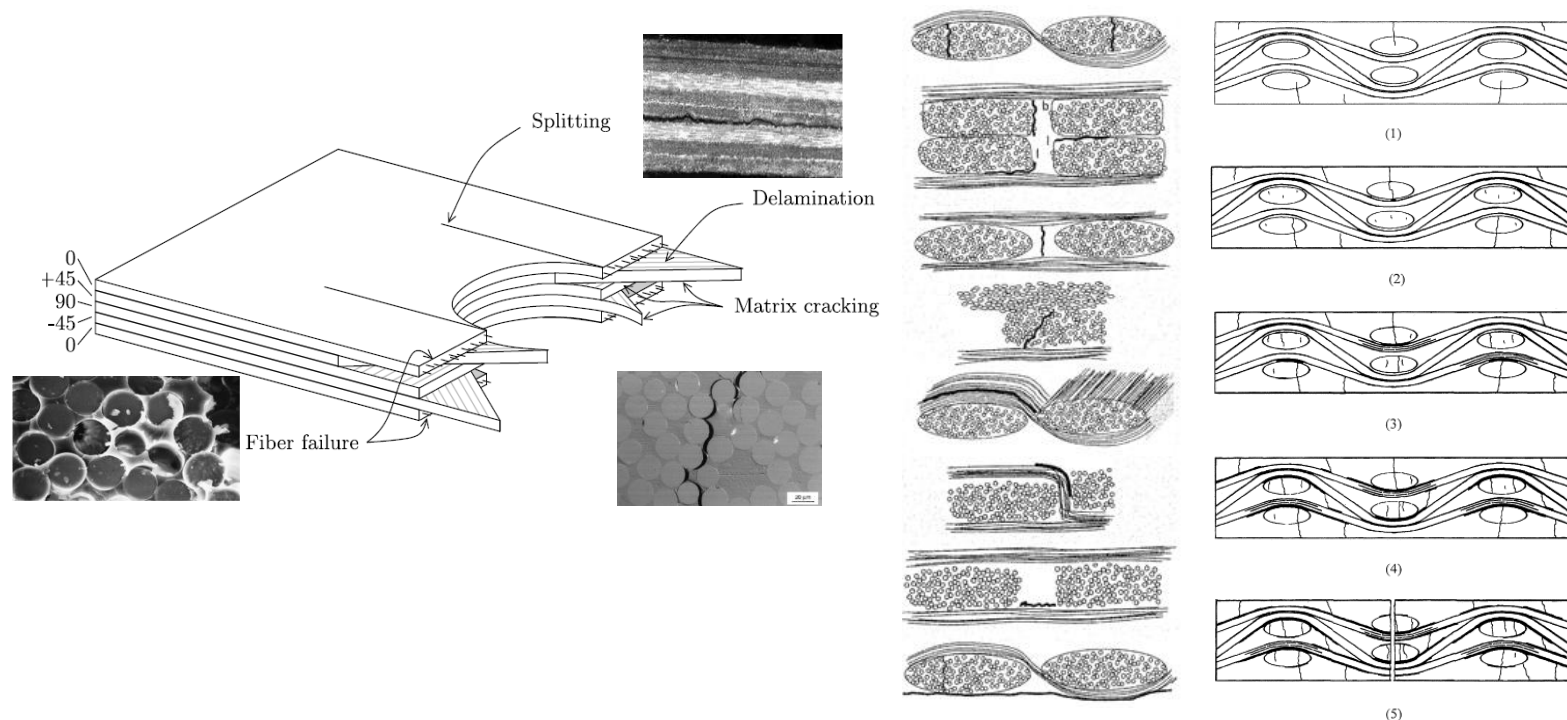 Splitting
Delamination
0
+45
90
-45
0
Matrix cracking
Fiber failure
20 µm
b
l
(1)
(2)
(3)
(4)
(5)